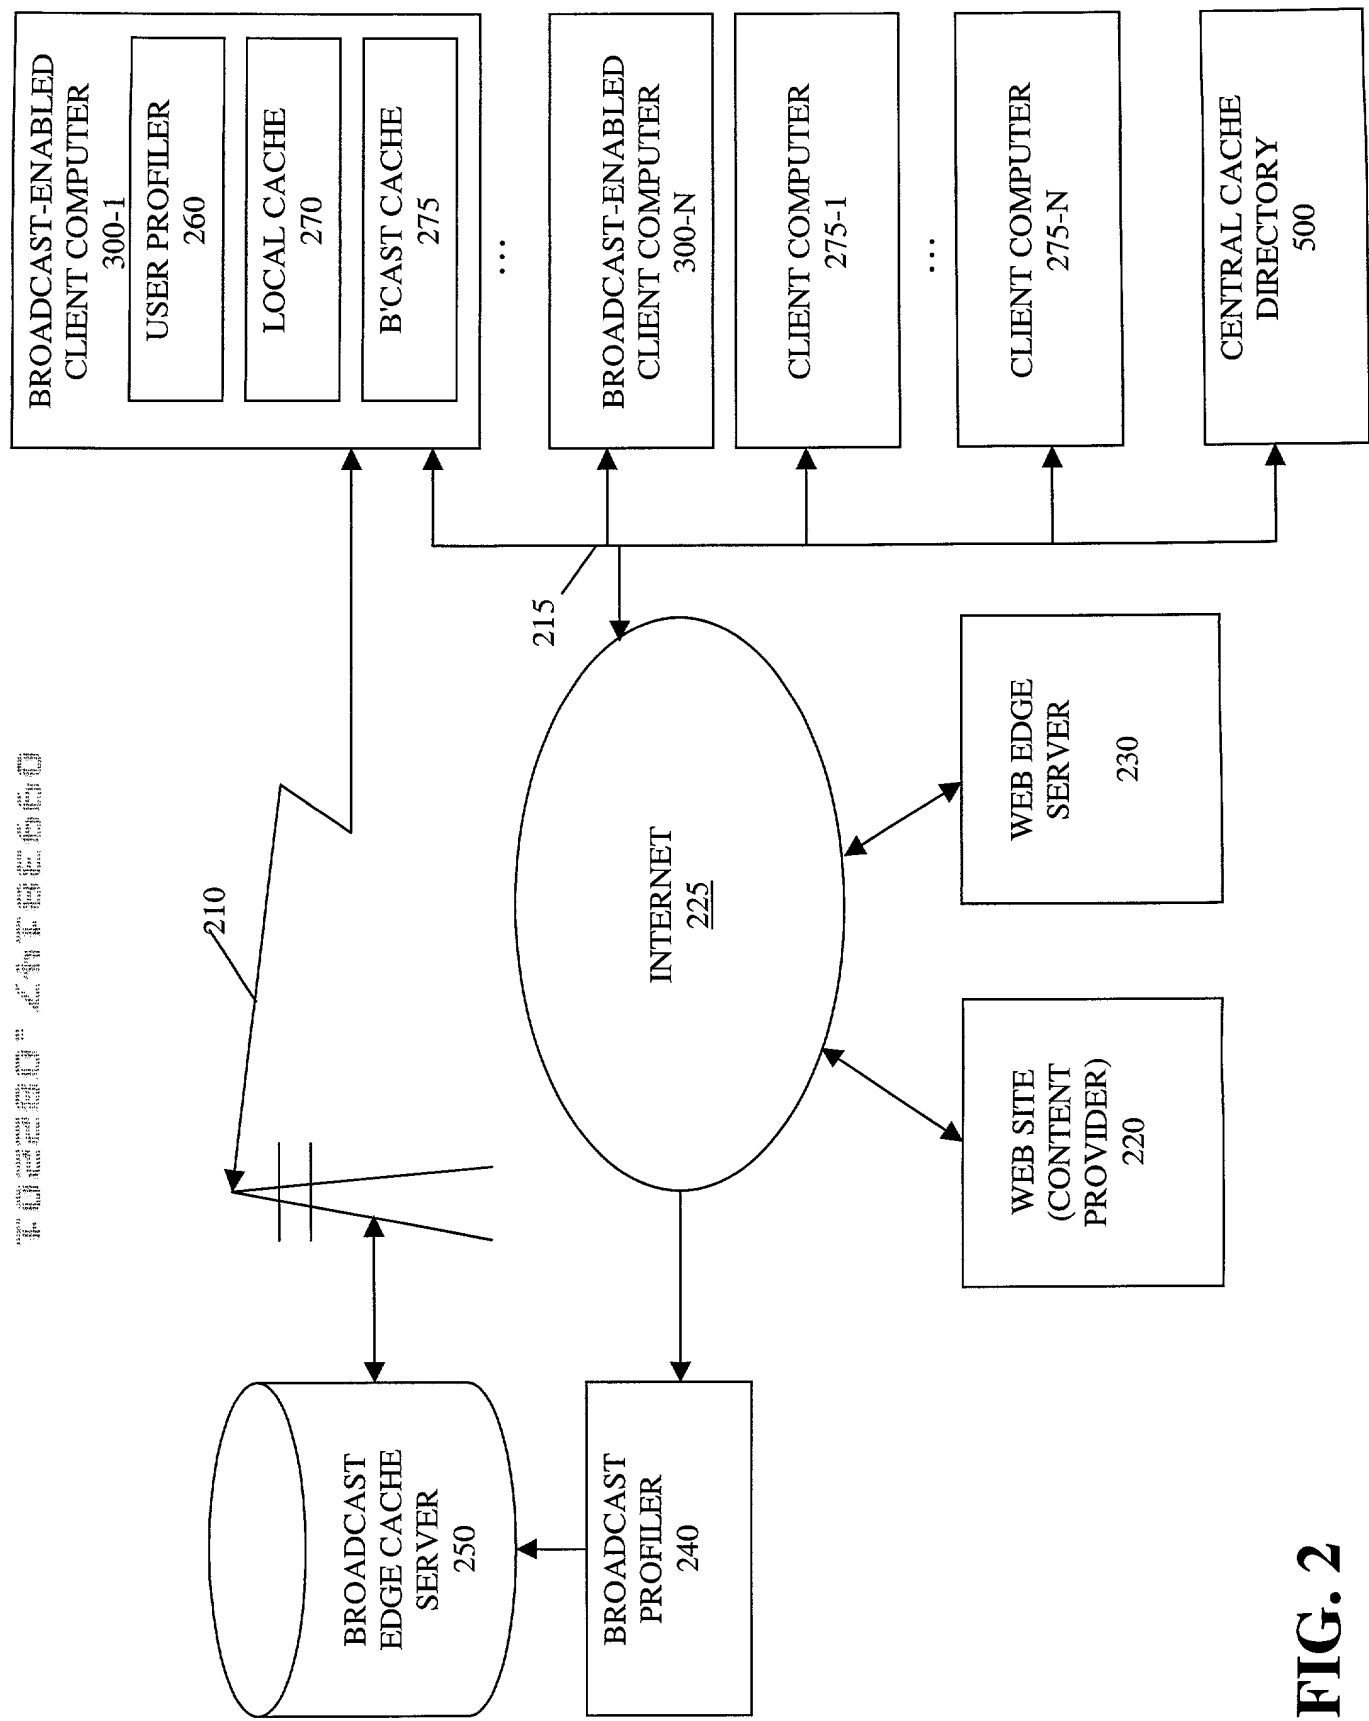 BROADCAST
EDGE CACHE
SERVER
250
BROADCAST
PROFILER
240
210
INTERNET
225
215
WEB SITE
(CONTENT
PROVIDER)
220
WEB EDGE
SERVER
230
BROADCAST-ENABLED
CLIENT COMPUTER
300-1
USER PROFILER
260
LOCAL CACHE
270
B'CAST CACHE
275
...
BROADCAST-ENABLED
CLIENT COMPUTER
300-N
CLIENT COMPUTER
275-1
...
CLIENT COMPUTER
275-N
CENTRAL CACHE
DIRECTORY
500
FIG. 2